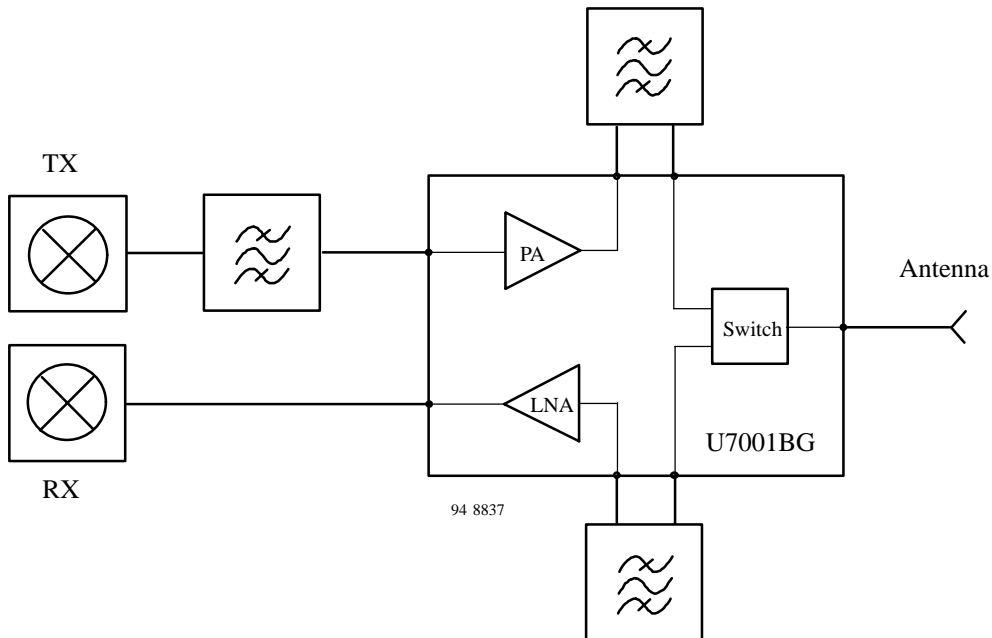 TX
PA
Antenna
Switch
LNA
U7001BG
RX
94 8837